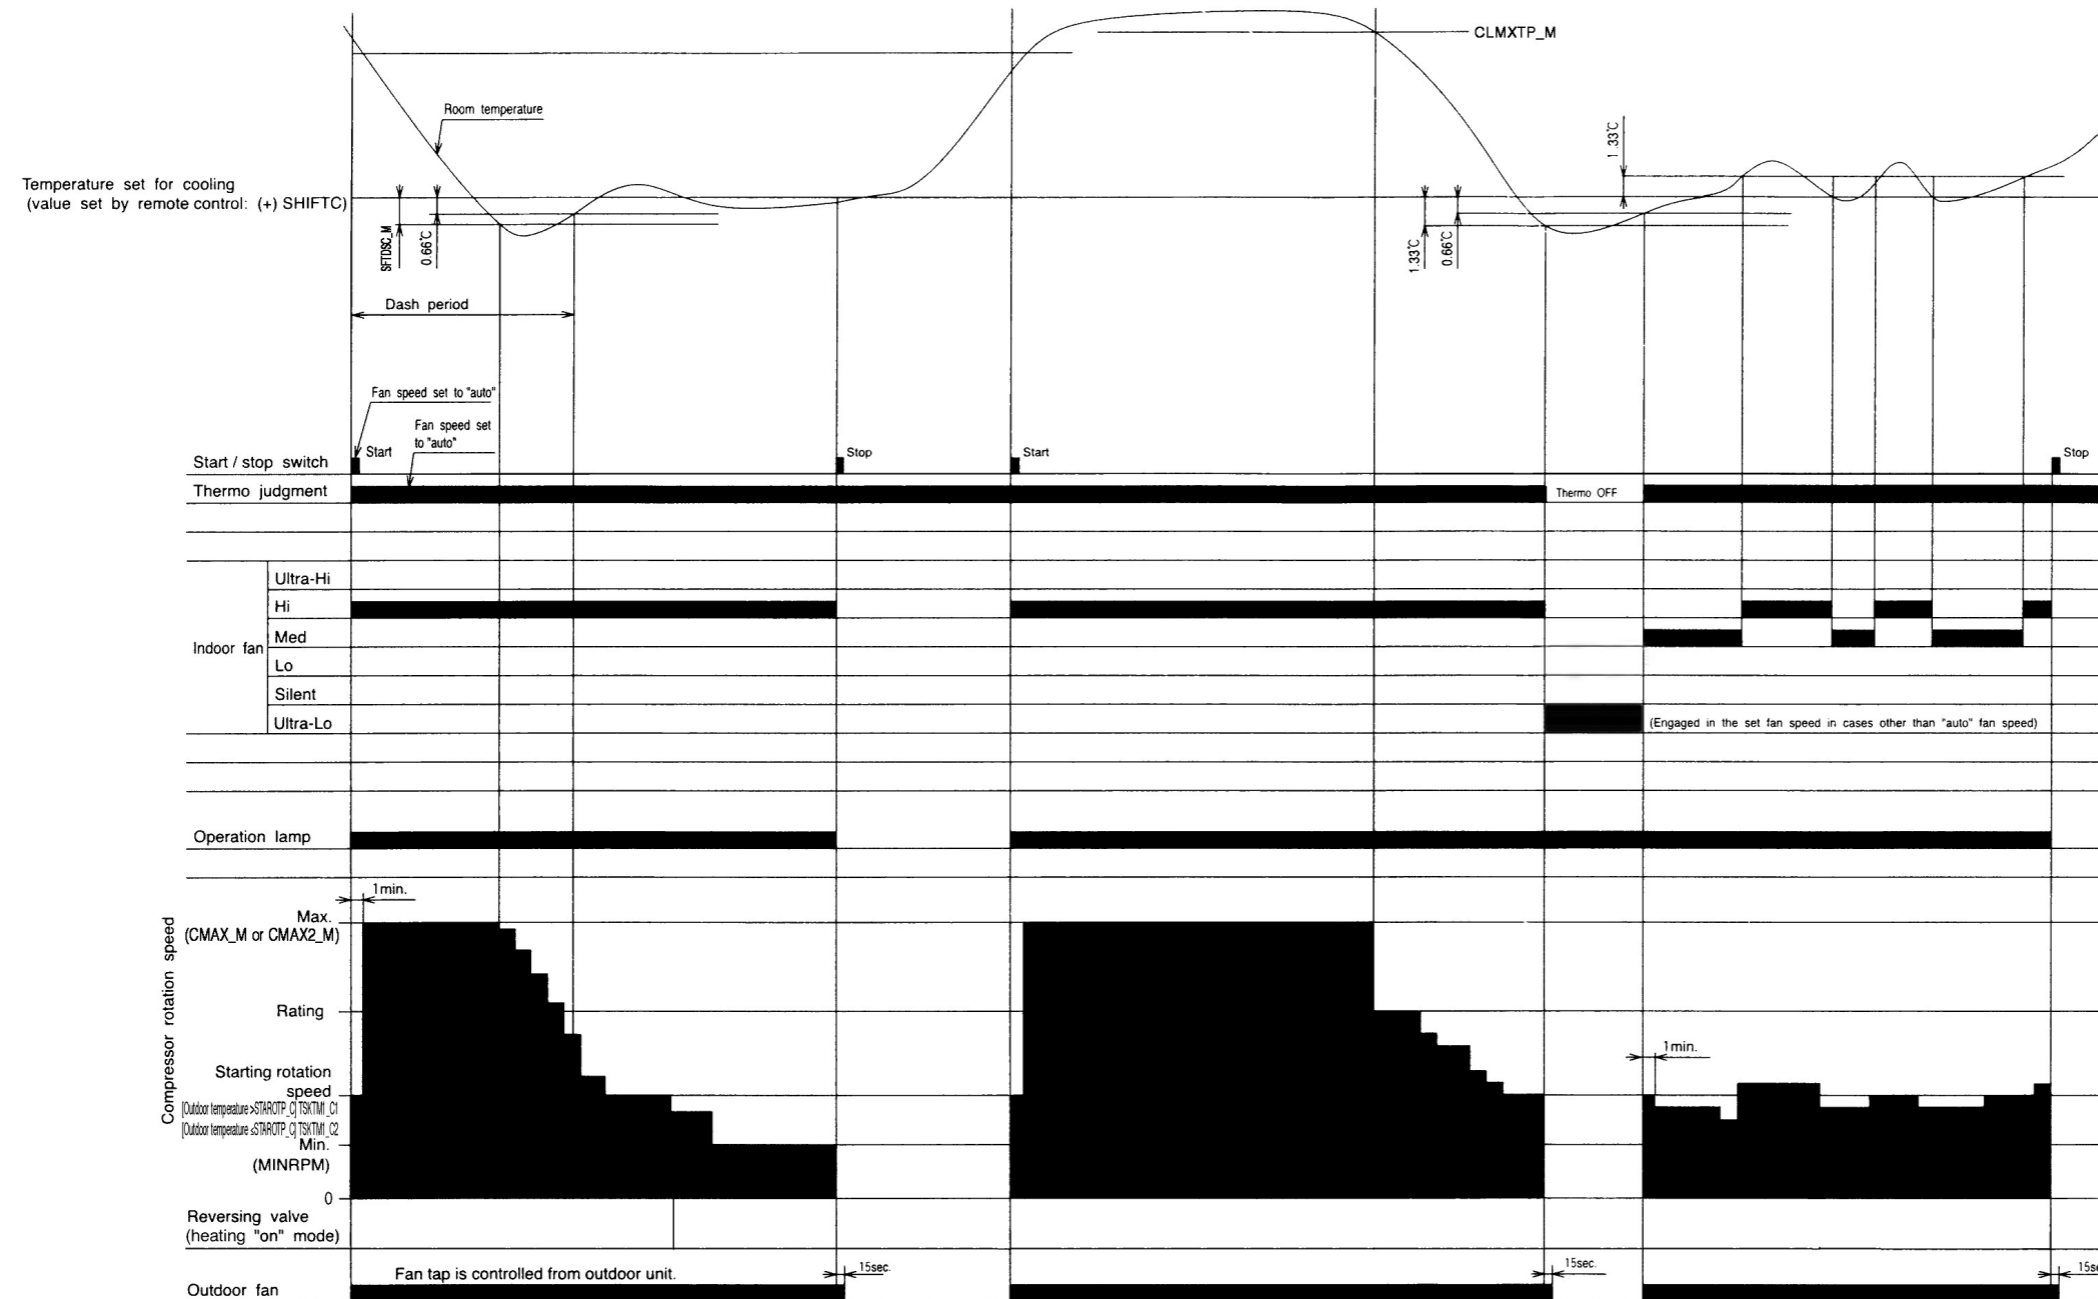 CLMXTP_M
Room temperature
1.33℃
Temperature set for cooling
(value set by remote control: (+) SHIFTC)
SFTDSC_M
0.66℃
1.33℃
0.66℃
Dash period
Fan speed set to "auto"
Fan speed set
to "auto"
Start / stop switch
Start
Stop
Start
Stop
Thermo judgment
Thermo OFF
Indoor fan
Ultra-Hi
Hi
Med
Lo
Silent
Ultra-Lo
(Engaged in the set fan speed in cases other than "auto" fan speed)
Operation lamp
1min.
Compressor rotation speed
Max.
(CMAX_M or CMAX2_M)
Rating
1min.
Starting rotation
speed
[Outdoor temperature >STAROTP_C] TSKTM1_C1
[Outdoor temperature ≤STAROTP_C] TSKTM1_C2
Min.
(MINRPM)
0
Reversing valve
(heating "on" mode)
Fan tap is controlled from outdoor unit.
15sec.
15sec.
15se
Outdoor fan